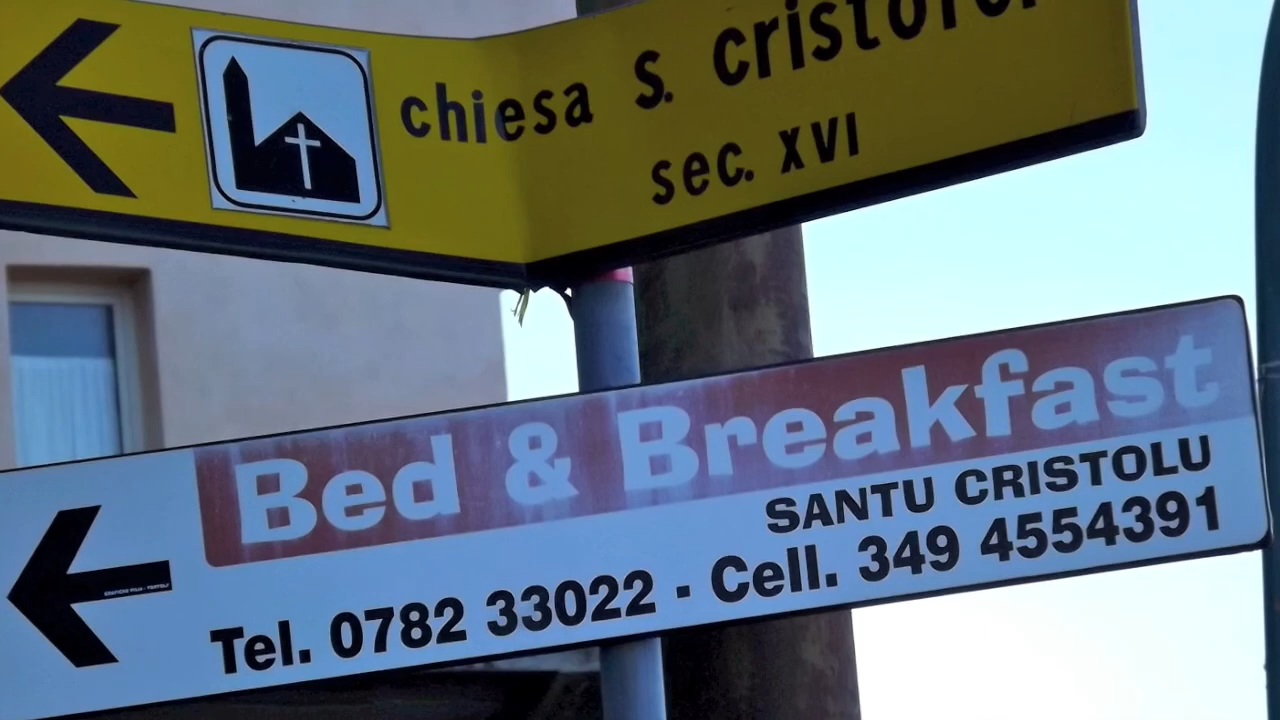 chiesa s. cristoforo
sec. XVI
Bed & Breakfast
SANTU CRISTOLU
Tel. 0782 33022 - Cell. 349 4554391